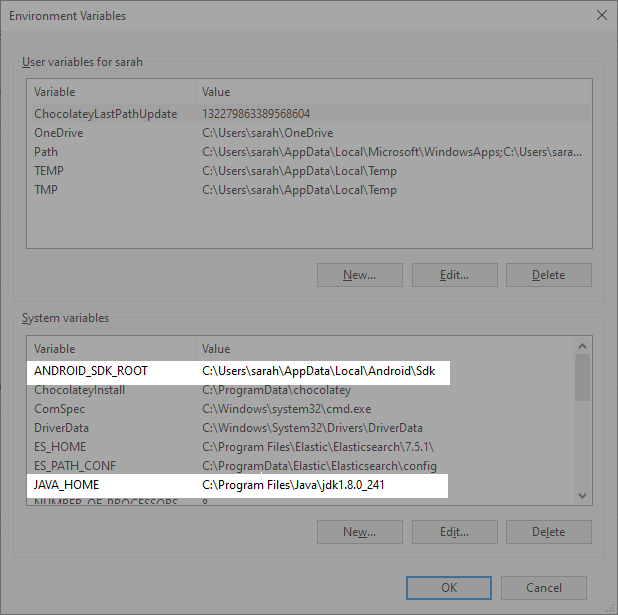 Environment Variables
User variables for sarah
Variable Value
ChocolateyLastPathUpdate 132279863389568604
OneDrive C:\Users\sarah\OneDrive
Path C:\Users\sarah\AppData\Local\Microsoft\WindowsApps;C:\Users\sara...
TEMP C:\Users\sarah\AppData\Local\Temp
TMP C:\Users\sarah\AppData\Local\Temp
New... Edit... Delete
System variables
Variable Value
ANDROID_SDK_ROOT C:\Users\sarah\AppData\Local\Android\Sdk
ChocolateyInstall C:\ProgramData\chocolatey
ComSpec C:\Windows\system32\cmd.exe
DriverData C:\Windows\System32\Drivers\DriverData
ES_HOME C:\Program Files\Elastic\Elasticsearch\7.5.1\
ES_PATH_CONF C:\ProgramData\Elastic\Elasticsearch\config
JAVA_HOME C:\Program Files\Java\jdk1.8.0_241
NUMBER_OF_PROCESSORS 8
New... Edit... Delete
OK Cancel